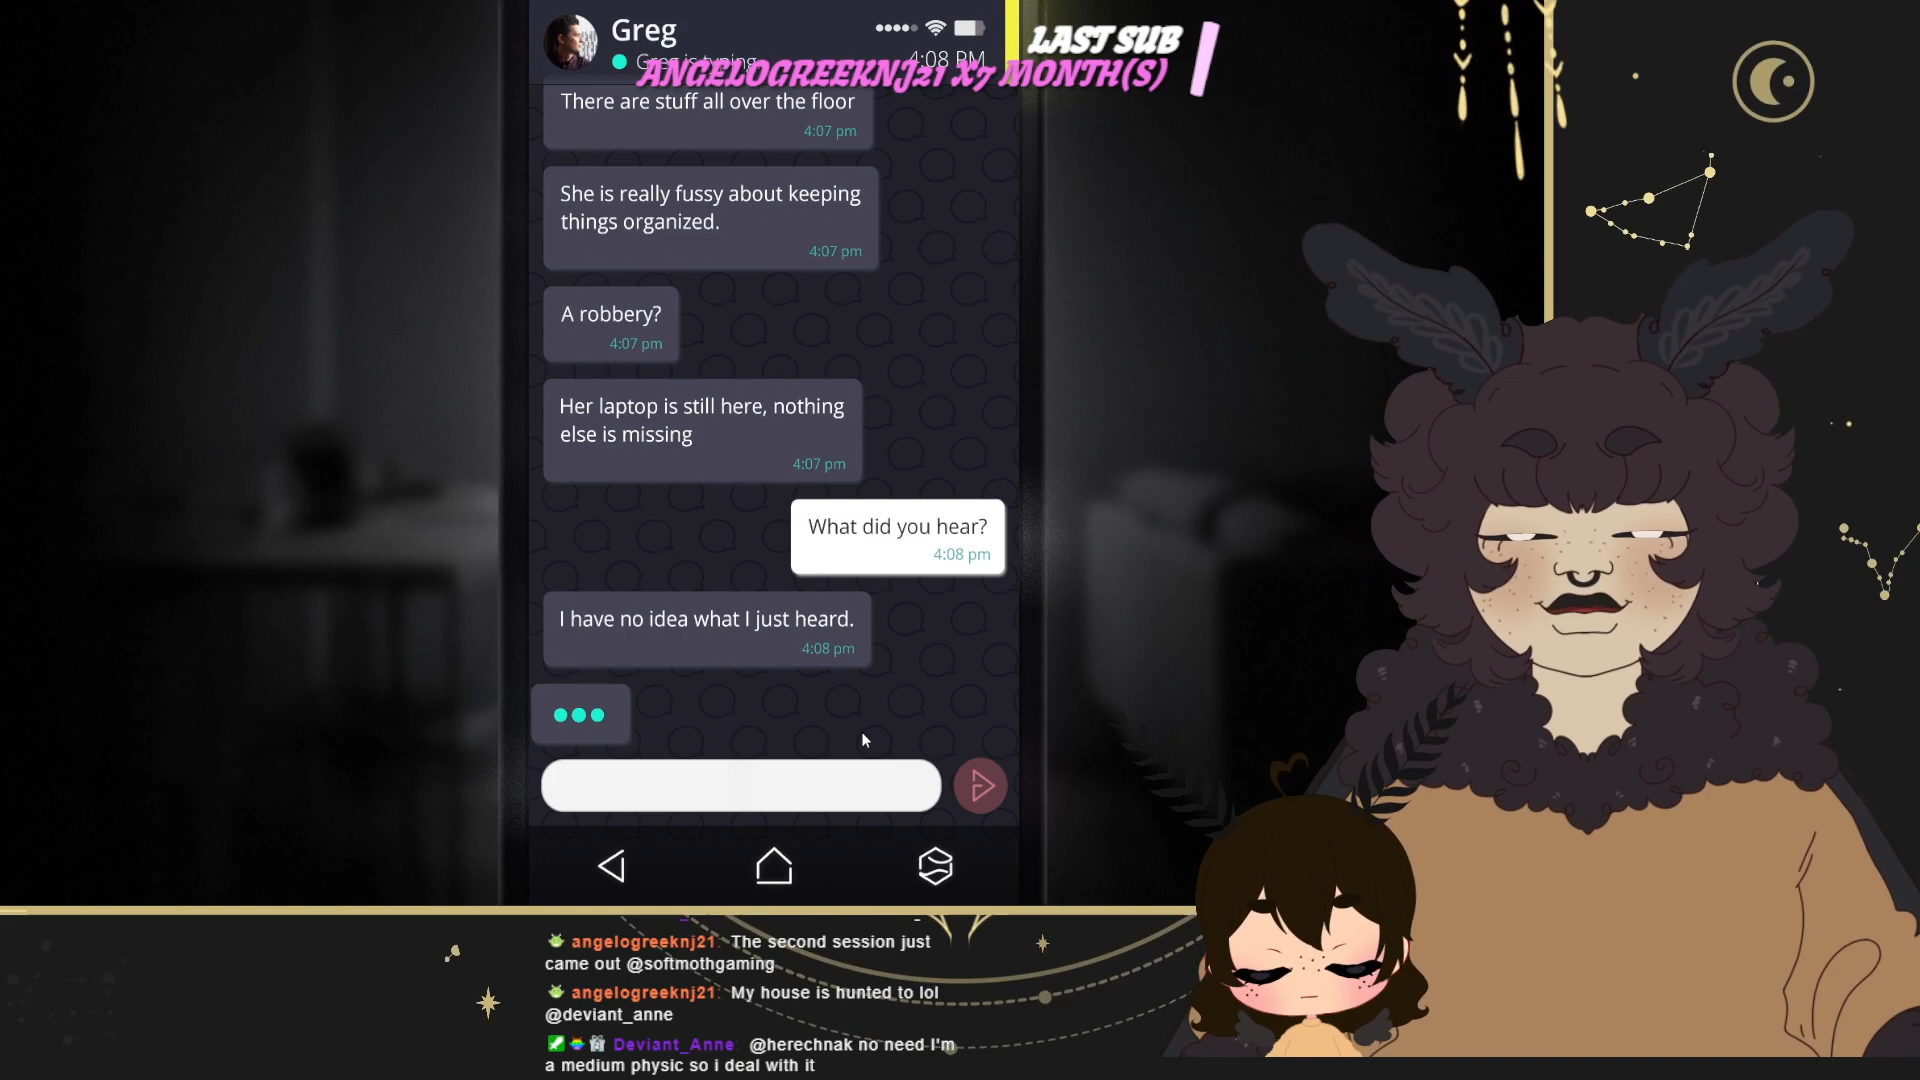 Greg
Greg is typing
4:08 PM
LAST SUB
ANGELOGREEKNJ21 X7 MONTH(S)
There are stuff all over the floor
4:07 pm
She is really fussy about keeping
things organized.
4:07 pm
A robbery?
4:07 pm
Her laptop is still here, nothing
else is missing
4:07 pm
What did you hear?
4:08 pm
I have no idea what I just heard.
4:08 pm
angelogreeknj21: The second session just
came out @softmothgaming
angelogreeknj21: My house is hunted to lol
@deviant_anne
Deviant_Anne: @herechnak no need I'm
a medium physic so i deal with it